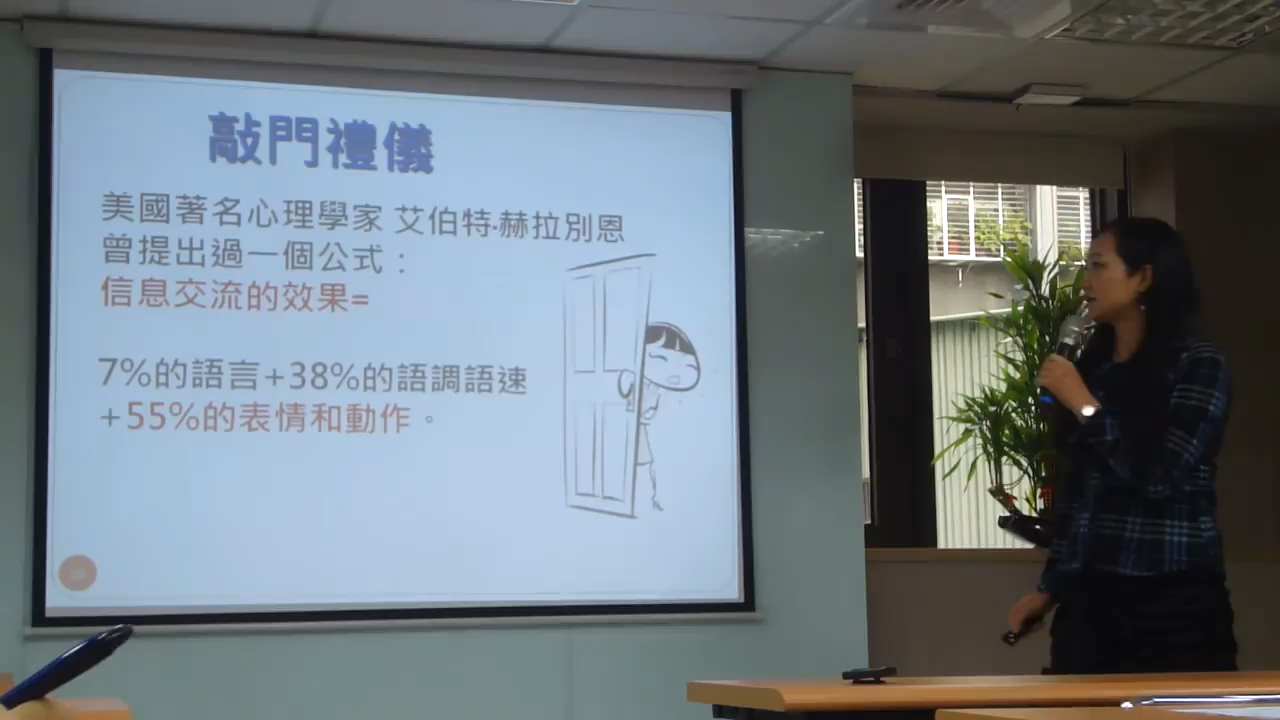 敲門禮儀
美國著名心理學家 艾伯特·赫拉別恩
曾提出過一個公式：
信息交流的效果=
7%的語言+38%的語調語速
+55%的表情和動作。